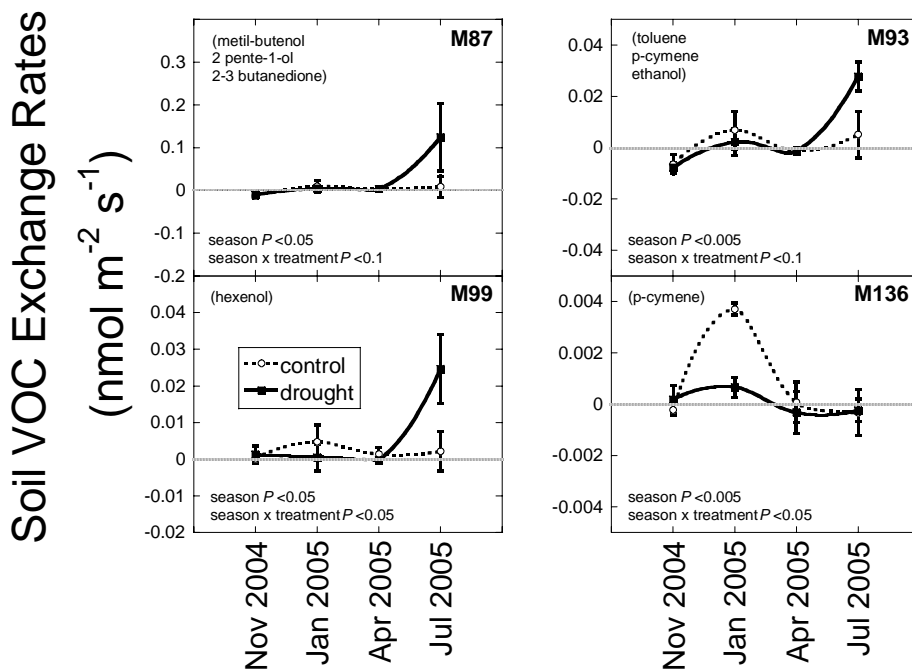 Soil VOC Exchange Rates
(nmol m-2 s-1)
M87
(metil-butenol
2 pente-1-ol
2-3 butanedione)
0.3
0.2
0.1
0
-0.1
-0.2
season P <0.05
season x treatment P <0.1
M93
(toluene
p-cymene
ethanol)
0.04
0.02
0
-0.02
-0.04
season P <0.005
season x treatment P <0.1
M99
(hexenol)
0.04
0.03
0.02
0.01
0
-0.01
-0.02
control
drought
season P <0.05
season x treatment P <0.05
M136
(p-cymene)
0.004
0.002
0
-0.002
-0.004
season P <0.005
season x treatment P <0.05
Nov 2004
Jan 2005
Apr 2005
Jul 2005
Nov 2004
Jan 2005
Apr 2005
Jul 2005